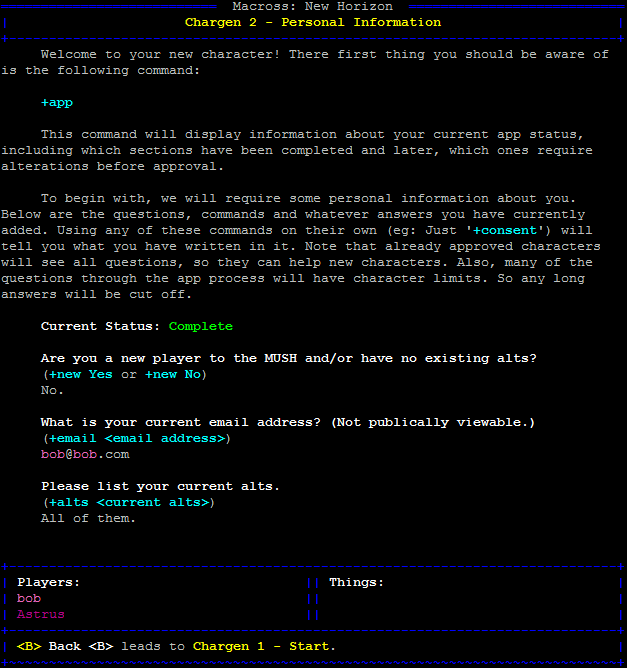 Macross: New Horizon
Chargen 2 - Personal Information
Welcome to your new character! There first thing you should be aware of
is the following command:
+app
This command will display information about your current app status,
including which sections have been completed and later, which ones require
alterations before approval.
To begin with, we will require some personal information about you.
Below are the questions, commands and whatever answers you have currently
added. Using any of these commands on their own (eg: Just '+consent') will
tell you what you have written in it. Note that already approved characters
will see all questions, so they can help new characters. Also, many of the
questions through the app process will have character limits. So any long
answers will be cut off.
Current Status: Complete
Are you a new player to the MUSH and/or have no existing alts?
(+new Yes or +new No)
No.
What is your current email address? (Not publically viewable.)
(+email <email address>)
bob@bob.com
Please list your current alts.
(+alts <current alts>)
All of them.
Players: Things:
bob
Astrus
<B> Back <B> leads to Chargen 1 - Start.